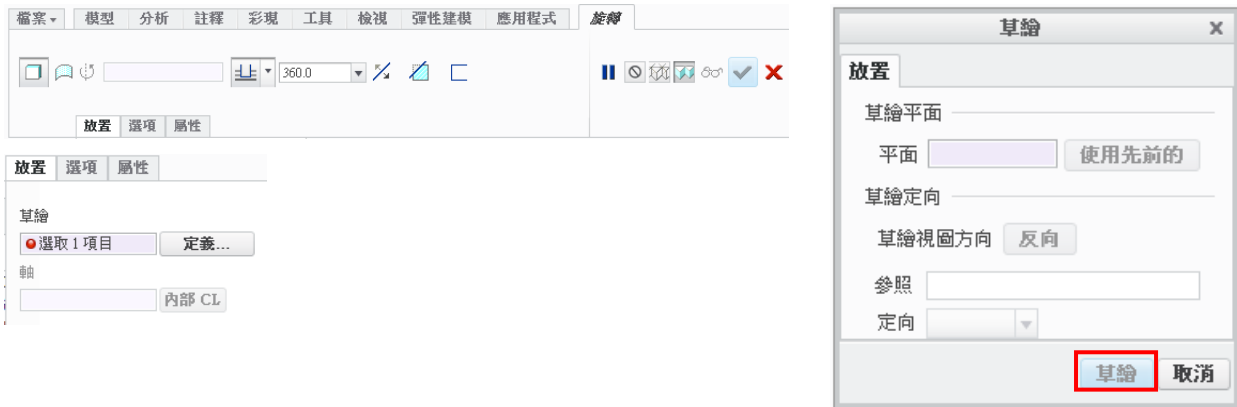 檔案 模型 分析 註釋 彩現 工具 檢視 彈性建模 應用程式 旋轉
360.0
放置 選項 屬性
放置 選項 屬性
草繪
選取 1 項目 定義...
軸
內部 CL
草繪 x
放置
草繪平面
平面 使用先前的
草繪定向
草繪視圖方向 反向
參照
定向
草繪 取消